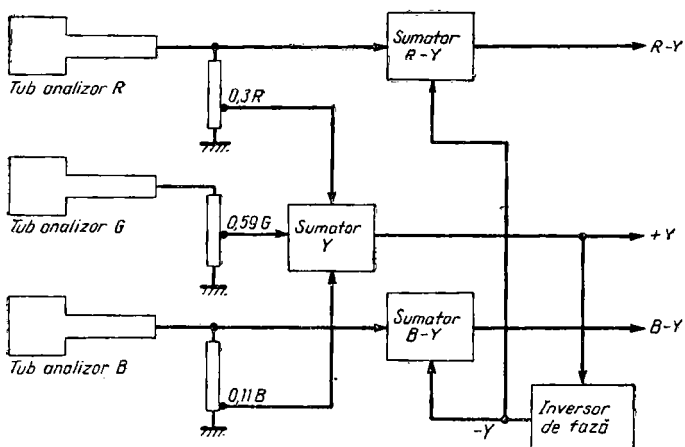 Sumator
R-Y
R-Y
Tub analizor R
0,3R
Tub analizor G
0,59G
Sumator
Y
+Y
Tub analizor B
0,11B
Sumator
B-Y
B-Y
-Y
Inversor
de fază